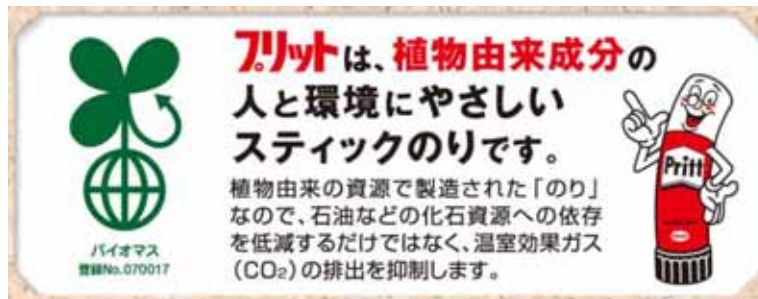 プリットは、植物由来成分の
人と環境にやさしい
スティックのりです。
植物由来の資源で製造された「のり」
なので、石油などの化石資源への依存
を低減するだけではなく、温室効果ガス
（CO₂）の排出を抑制します。
バイオマス
登録No.070017
Pritt